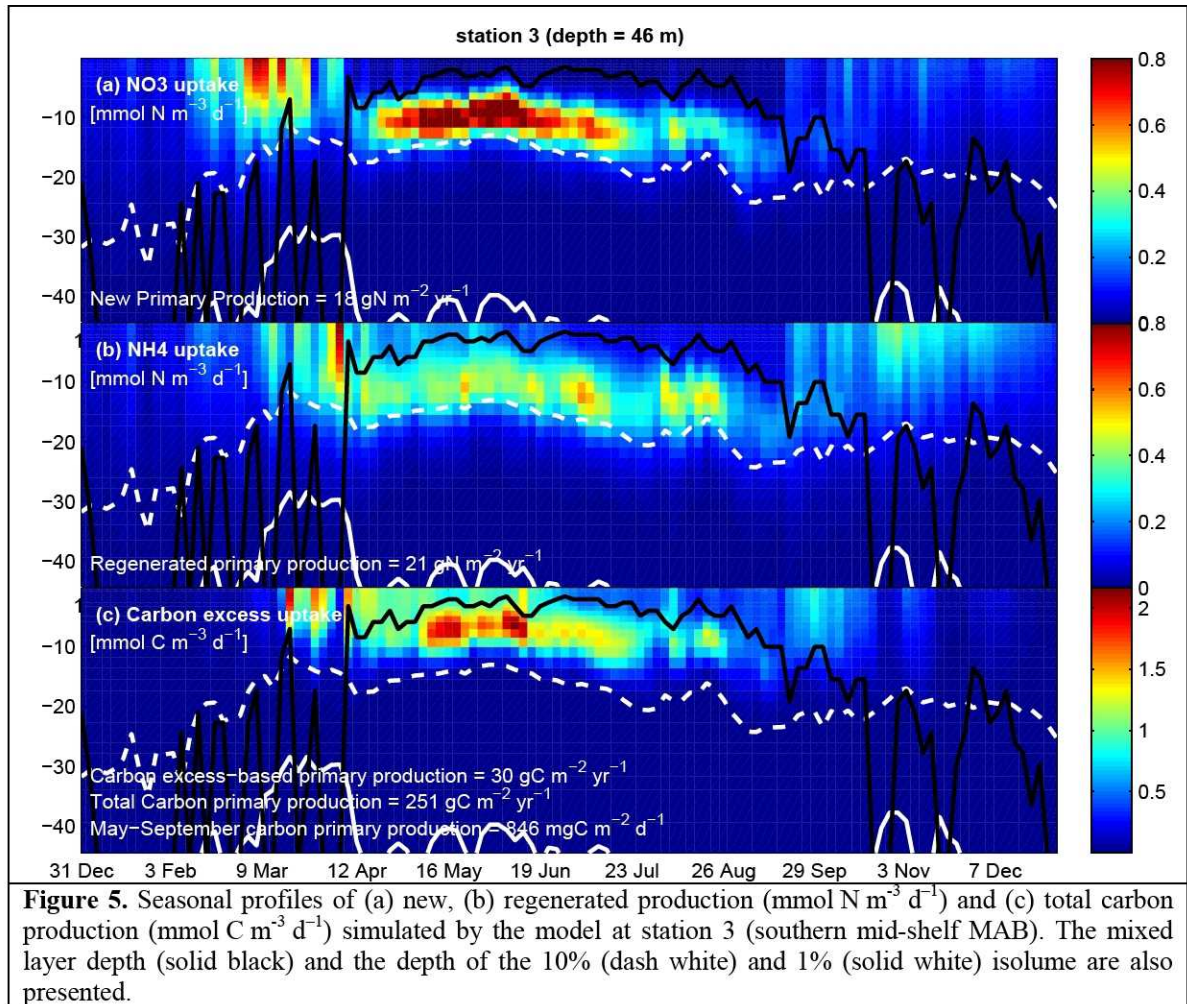 station 3 (depth = 46 m)
(a) NO3 uptake
[mmol N m⁻³ d⁻¹]
−10
−20
−30
−40
New Primary Production = 18 gN m⁻² yr⁻¹
0.8
0.6
0.4
0.2
(b) NH4 uptake
[mmol N m⁻³ d⁻¹]
−10
−20
−30
−40
Regenerated primary production = 21 gN m⁻² yr⁻¹
0.8
0.6
0.4
0.2
0
(c) Carbon excess uptake
[mmol C m⁻³ d⁻¹]
−10
−20
−30
−40
Carbon excess−based primary production = 30 gC m⁻² yr⁻¹
Total Carbon primary production = 251 gC m⁻² yr⁻¹
May−September carbon primary production = 846 mgC m⁻² d⁻¹
2
1.5
1
0.5
31 Dec 3 Feb 9 Mar 12 Apr 16 May 19 Jun 23 Jul 26 Aug 29 Sep 3 Nov 7 Dec
Figure 5. Seasonal profiles of (a) new, (b) regenerated production (mmol N m⁻³ d⁻¹) and (c) total carbon
production (mmol C m⁻³ d⁻¹) simulated by the model at station 3 (southern mid-shelf MAB). The mixed
layer depth (solid black) and the depth of the 10% (dash white) and 1% (solid white) isolume are also
presented.